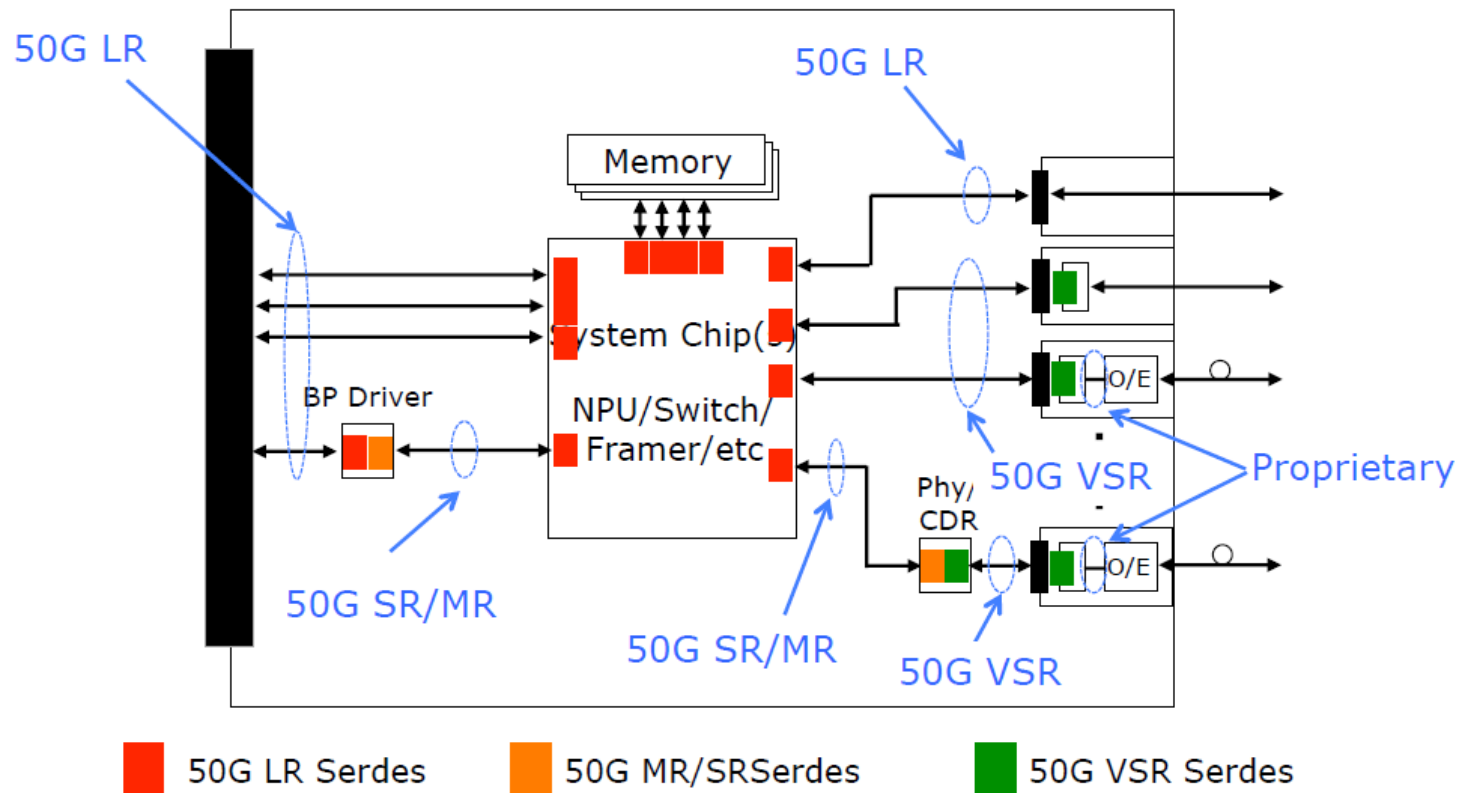 50G LR
50G LR
Memory
System Chip(s)
BP Driver
NPU/Switch/
Framer/etc
O/E
50G VSR
Proprietary
Phy/
CDR
O/E
50G SR/MR
50G SR/MR
50G VSR
50G LR Serdes
50G MR/SRSerdes
50G VSR Serdes